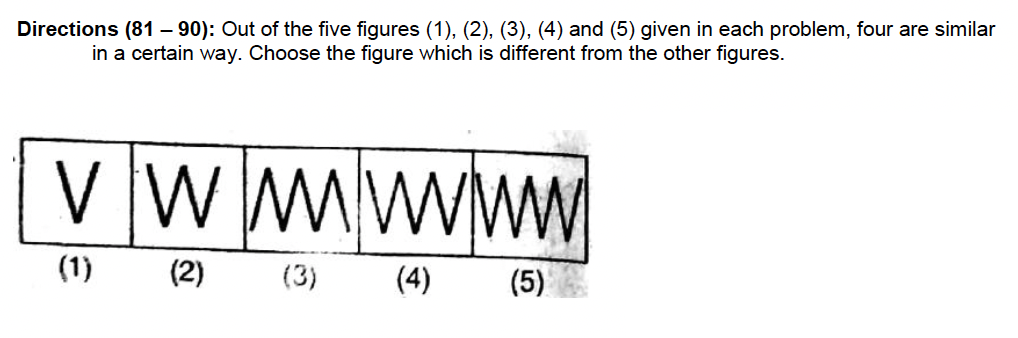 Directions (81 – 90): Out of the five figures (1), (2), (3), (4) and (5) given in each problem, four are similar
in a certain way. Choose the figure which is different from the other figures.
(1) (2) (3) (4) (5)